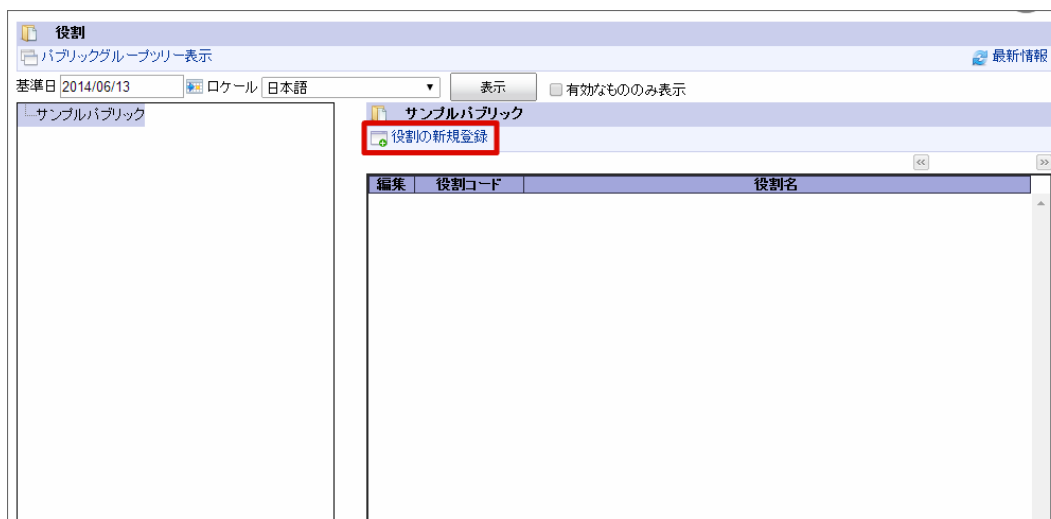 役割
パブリックグループツリー表示 最新情報
基準日 2014/06/13 ロケール 日本語 表示 有効なもののみ表示
サンプルパブリック
サンプルパブリック
役割の新規登録
<< >>
編集 役割コード 役割名